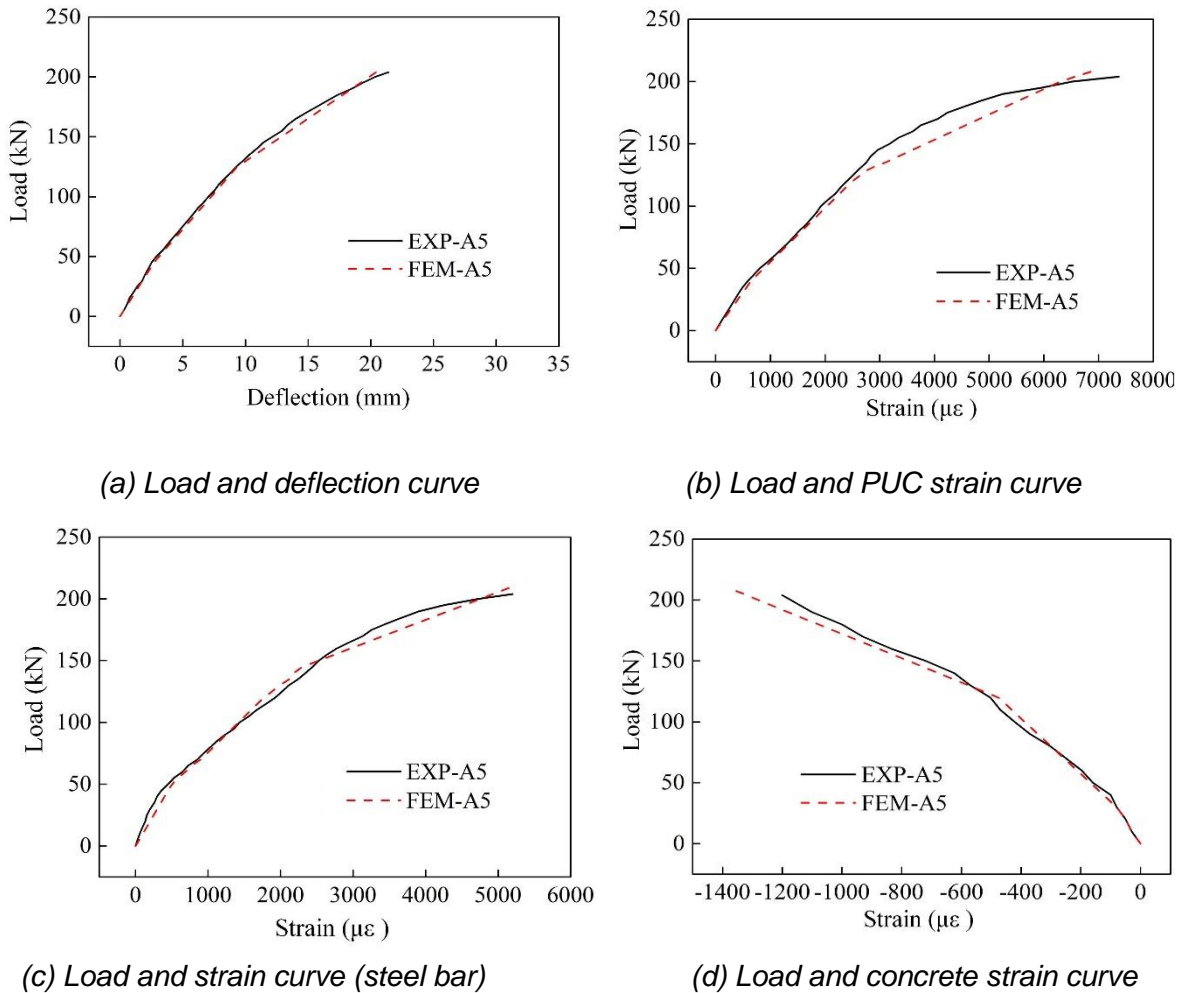 250
200
150
100
50
0
Load (kN)
EXP-A5
FEM-A5
0 5 10 15 20 25 30 35
Deflection (mm)
(a) Load and deflection curve
250
200
150
100
50
0
Load (kN)
EXP-A5
FEM-A5
0 1000 2000 3000 4000 5000 6000 7000 8000
Strain (με )
(b) Load and PUC strain curve
250
200
150
100
50
0
Load (kN)
EXP-A5
FEM-A5
0 1000 2000 3000 4000 5000 6000
Strain (με )
(c) Load and strain curve (steel bar)
250
200
150
100
50
0
Load (kN)
EXP-A5
FEM-A5
-1400 -1200 -1000 -800 -600 -400 -200 0
Strain (με )
(d) Load and concrete strain curve